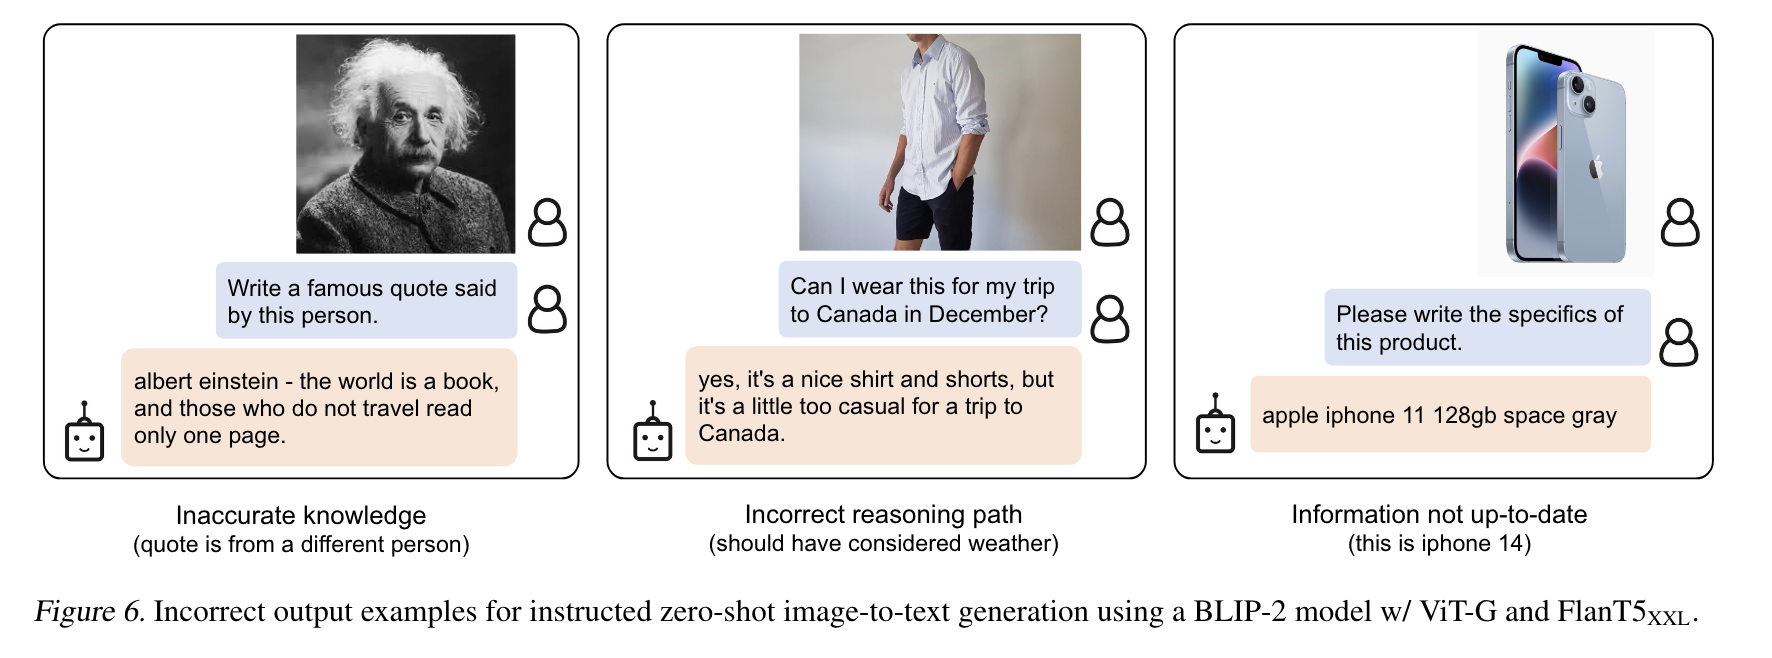 Write a famous quote said
by this person.
albert einstein - the world is a book,
and those who do not travel read
only one page.
Inaccurate knowledge
(quote is from a different person)
Can I wear this for my trip
to Canada in December?
yes, it's a nice shirt and shorts, but
it's a little too casual for a trip to
Canada.
Incorrect reasoning path
(should have considered weather)
Please write the specifics of
this product.
apple iphone 11 128gb space gray
Information not up-to-date
(this is iphone 14)
Figure 6. Incorrect output examples for instructed zero-shot image-to-text generation using a BLIP-2 model w/ ViT-G and FlanT5XXL.